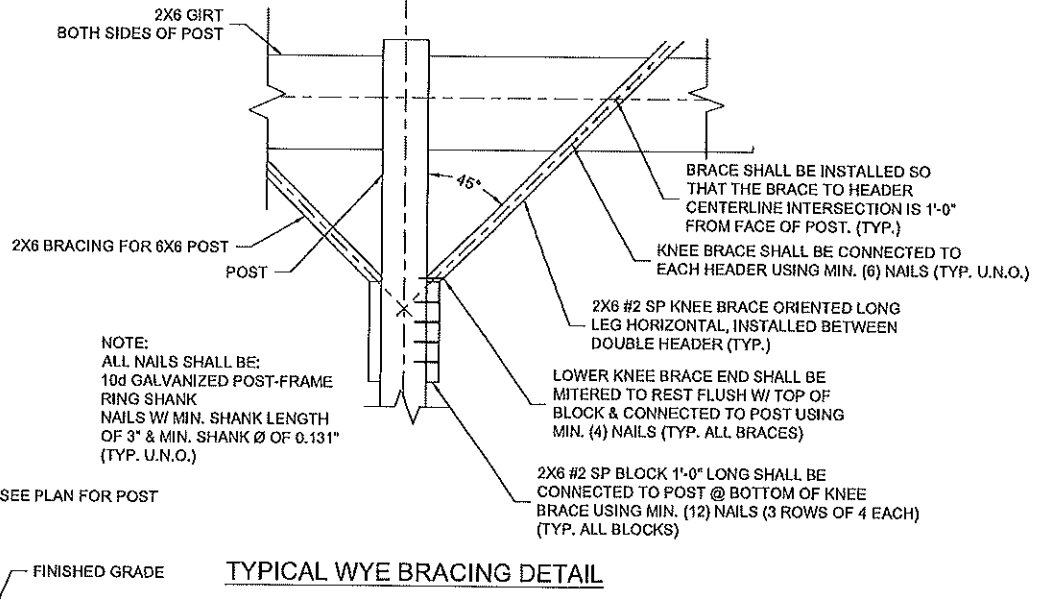 2X6 GIRT
BOTH SIDES OF POST
45°
BRACE SHALL BE INSTALLED SO
THAT THE BRACE TO HEADER
CENTERLINE INTERSECTION IS 1'-0"
FROM FACE OF POST. (TYP.)
2X6 BRACING FOR 6X6 POST
POST
KNEE BRACE SHALL BE CONNECTED TO
EACH HEADER USING MIN. (6) NAILS (TYP. U.N.O.)
2X6 #2 SP KNEE BRACE ORIENTED LONG
LEG HORIZONTAL, INSTALLED BETWEEN
DOUBLE HEADER (TYP.)
NOTE:
ALL NAILS SHALL BE:
10d GALVANIZED POST-FRAME
RING SHANK
NAILS W/ MIN. SHANK LENGTH
OF 3" & MIN. SHANK Ø OF 0.131"
(TYP. U.N.O.)
LOWER KNEE BRACE END SHALL BE
MITERED TO REST FLUSH W/ TOP OF
BLOCK & CONNECTED TO POST USING
MIN. (4) NAILS (TYP. ALL BRACES)
2X6 #2 SP BLOCK 1'-0" LONG SHALL BE
CONNECTED TO POST @ BOTTOM OF KNEE
BRACE USING MIN. (12) NAILS (3 ROWS OF 4 EACH)
(TYP. ALL BLOCKS)
SEE PLAN FOR POST
FINISHED GRADE
TYPICAL WYE BRACING DETAIL